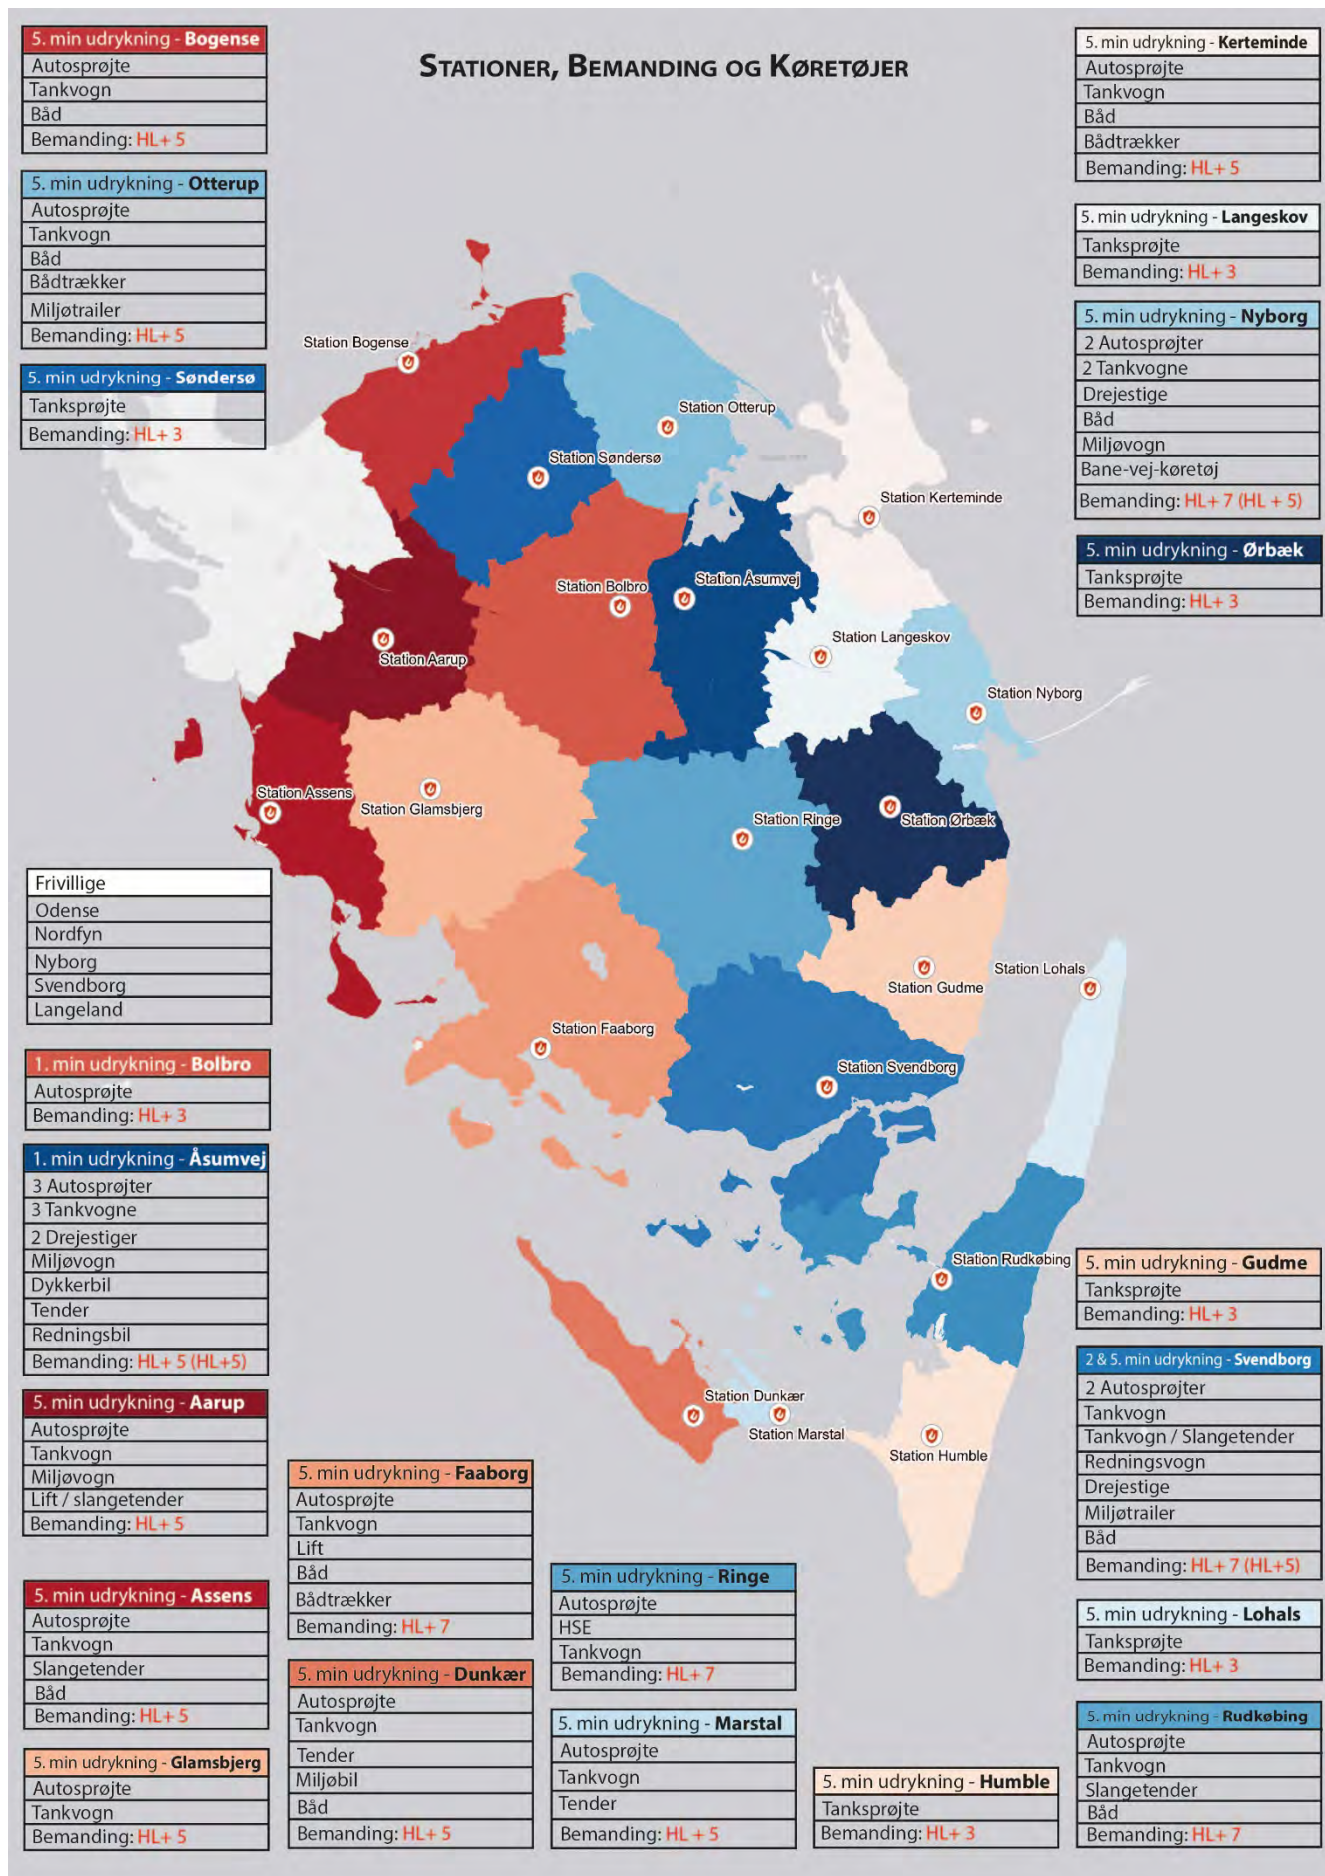 STATIONER, BEMANDING OG KØRETØJER
5. min udrykning - Bogense
Autosprøjte
Tankvogn
Båd
Bemanding: HL+ 5
5. min udrykning - Otterup
Autosprøjte
Tankvogn
Båd
Bådtrækker
Miljøtrailer
Bemanding: HL+ 5
5. min udrykning - Søndersø
Tanksprøjte
Bemanding: HL+ 3
5. min udrykning - Kerteminde
Autosprøjte
Tankvogn
Båd
Bådtrækker
Bemanding: HL+ 5
5. min udrykning - Langeskov
Tanksprøjte
Bemanding: HL+ 3
5. min udrykning - Nyborg
2 Autosprøjter
2 Tankvogne
Drejestige
Båd
Miljøvogn
Bane-vej-køretøj
Bemanding: HL+ 7 (HL + 5)
5. min udrykning - Ørbæk
Tanksprøjte
Bemanding: HL+ 3
Station Bogense
Station Otterup
Station Søndersø
Station Kerteminde
Station Bolbro
Station Åsumvej
Station Langeskov
Station Aarup
Station Nyborg
Station Assens
Station Glamsbjerg
Station Ringe
Station Ørbæk
Station Lohals
Station Gudme
Station Faaborg
Station Svendborg
Station Rudkøbing
Station Dunkær
Station Marstal
Station Humble
Frivillige
Odense
Nordfyn
Nyborg
Svendborg
Langeland
1. min udrykning - Bolbro
Autosprøjte
Bemanding: HL+ 3
1. min udrykning - Åsumvej
3 Autosprøjter
3 Tankvogne
2 Drejestiger
Miljøvogn
Dykkerbil
Tender
Redningsbil
Bemanding: HL+ 5 (HL+5)
5. min udrykning - Aarup
Autosprøjte
Tankvogn
Miljøvogn
Lift / slangetender
Bemanding: HL+ 5
5. min udrykning - Assens
Autosprøjte
Tankvogn
Slangetender
Båd
Bemanding: HL+ 5
5. min udrykning - Glamsbjerg
Autosprøjte
Tankvogn
Bemanding: HL+ 5
5. min udrykning - Faaborg
Autosprøjte
Tankvogn
Lift
Båd
Bådtrækker
Bemanding: HL+ 7
5. min udrykning - Dunkær
Autosprøjte
Tankvogn
Tender
Miljøbil
Båd
Bemanding: HL+ 5
5. min udrykning - Ringe
Autosprøjte
HSE
Tankvogn
Bemanding: HL+ 7
5. min udrykning - Marstal
Autosprøjte
Tankvogn
Tender
Bemanding: HL + 5
5. min udrykning - Humble
Tanksprøjte
Bemanding: HL+ 3
5. min udrykning - Gudme
Tanksprøjte
Bemanding: HL+ 3
2 & 5. min udrykning - Svendborg
2 Autosprøjter
Tankvogn
Tankvogn / Slangetender
Redningsvogn
Drejestige
Miljøtrailer
Båd
Bemanding: HL+ 7 (HL+5)
5. min udrykning - Lohals
Tanksprøjte
Bemanding: HL+ 3
5. min udrykning - Rudkøbing
Autosprøjte
Tankvogn
Slangetender
Båd
Bemanding: HL+ 7